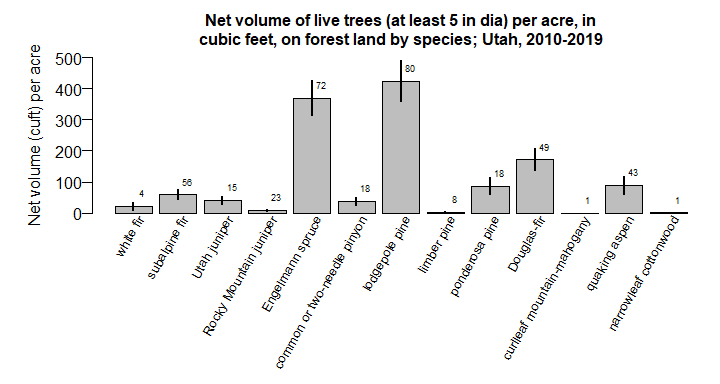 Net volume of live trees (at least 5 in dia) per acre, in
cubic feet, on forest land by species; Utah, 2010-2019
Net volume (cuft) per acre
500
400
300
200
100
0
4
56
15
23
72
18
80
8
18
49
1
43
1
white fir
subalpine fir
Utah juniper
Rocky Mountain juniper
Engelmann spruce
common or two-needle pinyon
lodgepole pine
limber pine
ponderosa pine
Douglas-fir
curlleaf mountain-mahogany
quaking aspen
narrowleaf cottonwood